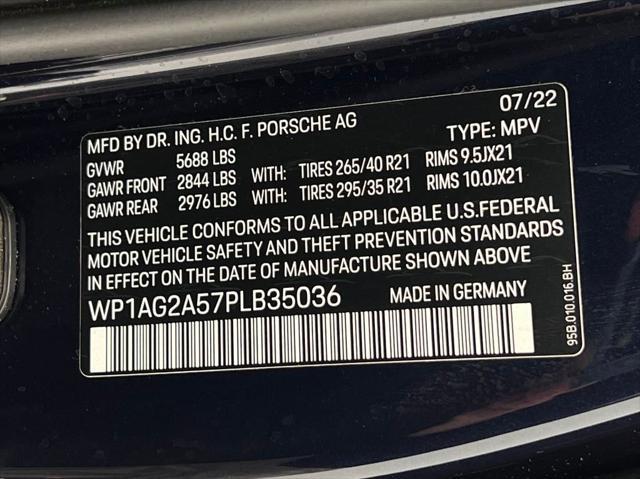 07/22
MFD BY DR. ING. H.C. F. PORSCHE AG TYPE: MPV
GVWR 5688 LBS
GAWR FRONT 2844 LBS WITH: TIRES 265/40 R21 RIMS 9.5JX21
GAWR REAR 2976 LBS WITH: TIRES 295/35 R21 RIMS 10.0JX21
THIS VEHICLE CONFORMS TO ALL APPLICABLE U.S.FEDERAL
MOTOR VEHICLE SAFETY AND THEFT PREVENTION STANDARDS
IN EFFECT ON THE DATE OF MANUFACTURE SHOWN ABOVE
WP1AG2A57PLB35036 MADE IN GERMANY
95B.010.016.BH